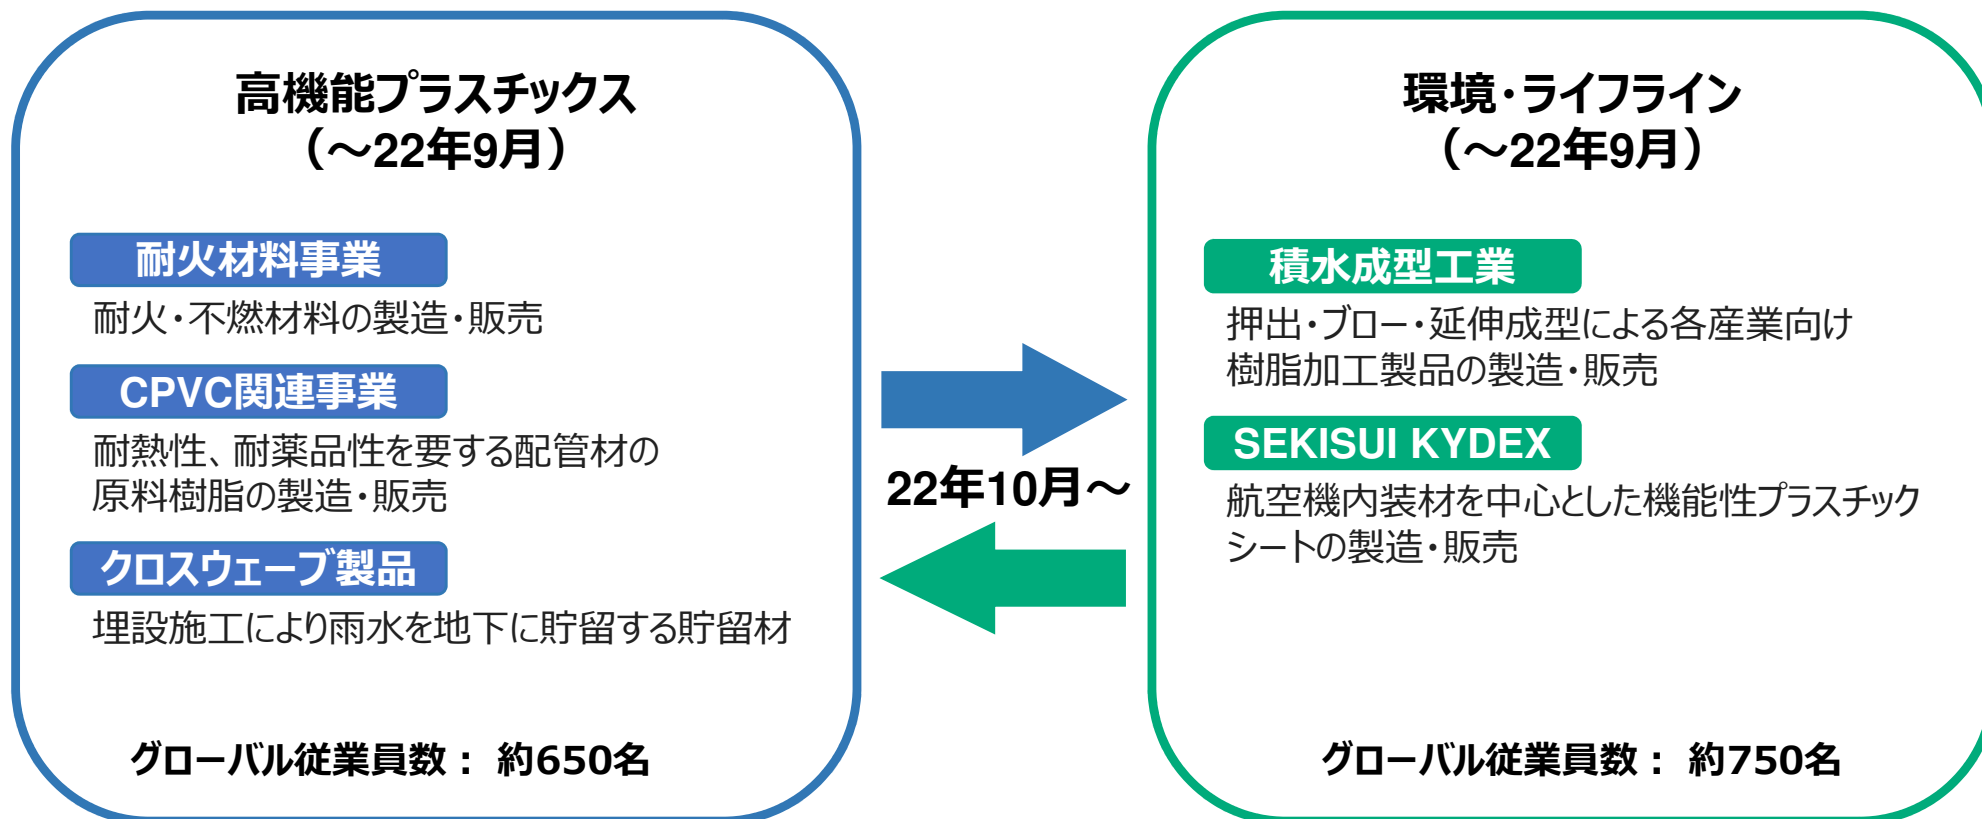 高機能プラスチックス
（～22年9月）
耐火材料事業
耐火・不燃材料の製造・販売
CPVC関連事業
耐熱性、耐薬品性を要する配管材の
原料樹脂の製造・販売
クロスウェーブ製品
埋設施工により雨水を地下に貯留する貯留材
グローバル従業員数： 約650名
22年10月～
環境・ライフライン
（～22年9月）
積水成型工業
押出・ブロー・延伸成型による各産業向け
樹脂加工製品の製造・販売
SEKISUI KYDEX
航空機内装材を中心とした機能性プラスチック
シートの製造・販売
グローバル従業員数： 約750名